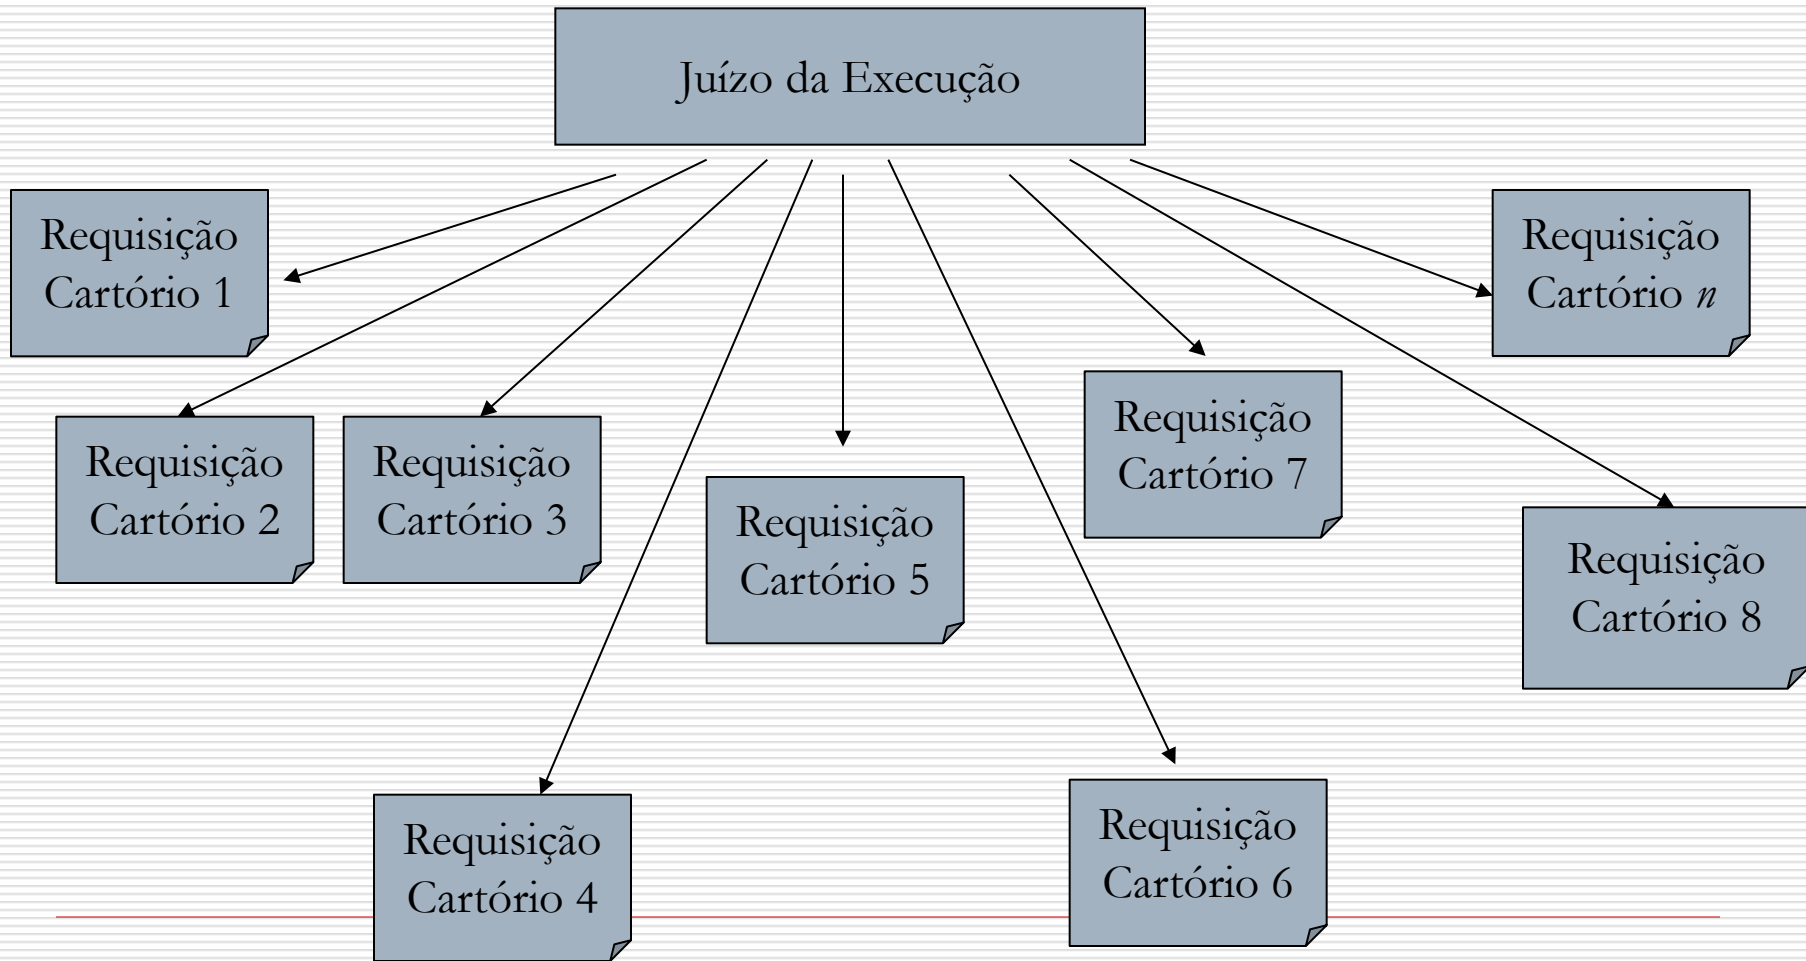 Juízo da Execução
Requisição
Cartório 1
Requisição
Cartório 2
Requisição
Cartório 3
Requisição
Cartório 4
Requisição
Cartório 5
Requisição
Cartório 6
Requisição
Cartório 7
Requisição
Cartório 8
Requisição
Cartório n